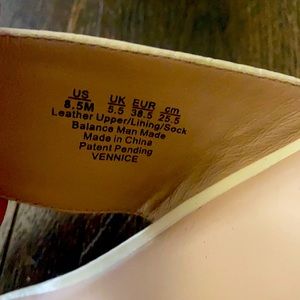 US UK EUR cm
8.5M 5.5 38.5 25.5
Leather Upper/Lining/Sock
Balance Man Made
Made in China
Patent Pending
VENNICE